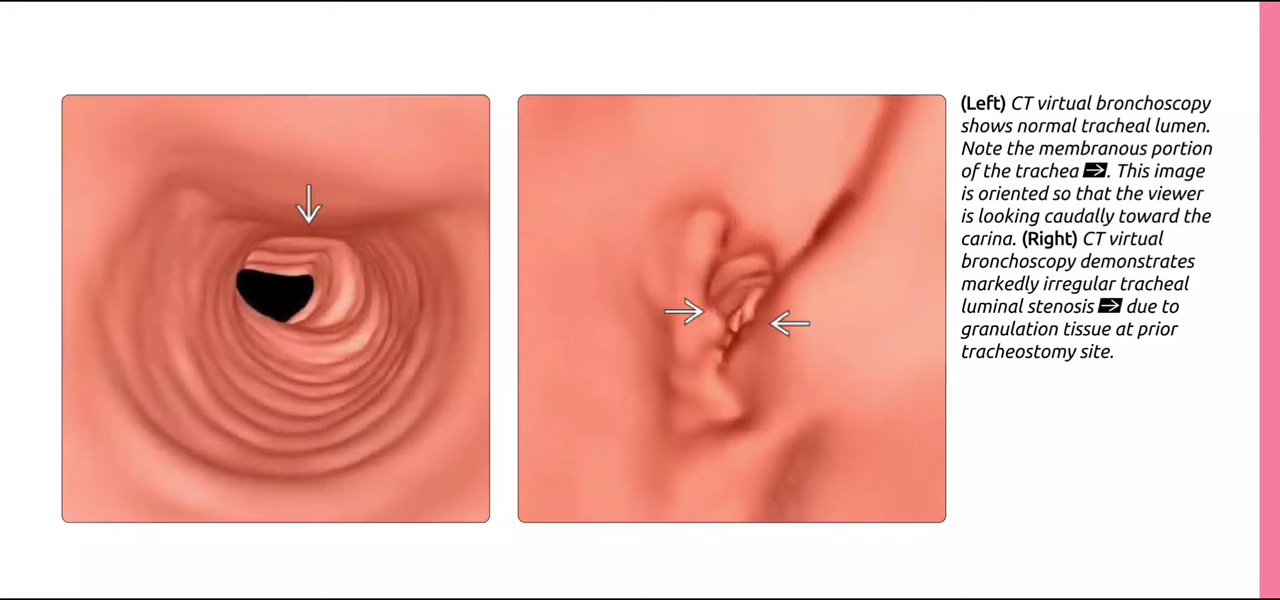 (Left) CT virtual bronchoscopy
shows normal tracheal lumen.
Note the membranous portion
of the trachea ➡. This image
is oriented so that the viewer
is looking caudally toward the
carina. (Right) CT virtual
bronchoscopy demonstrates
markedly irregular tracheal
luminal stenosis ➡ due to
granulation tissue at prior
tracheostomy site.